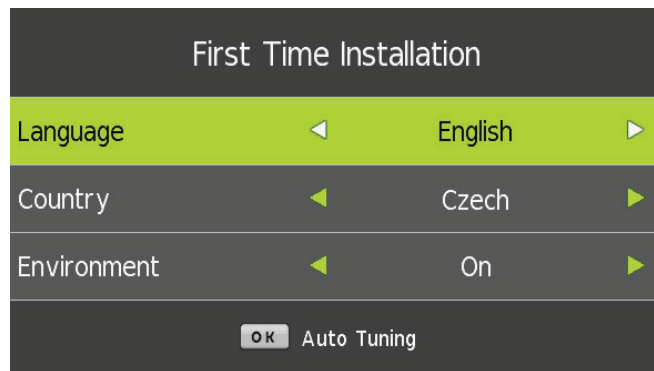 First Time Installation
Language English
Country Czech
Environment On
OK Auto Tuning